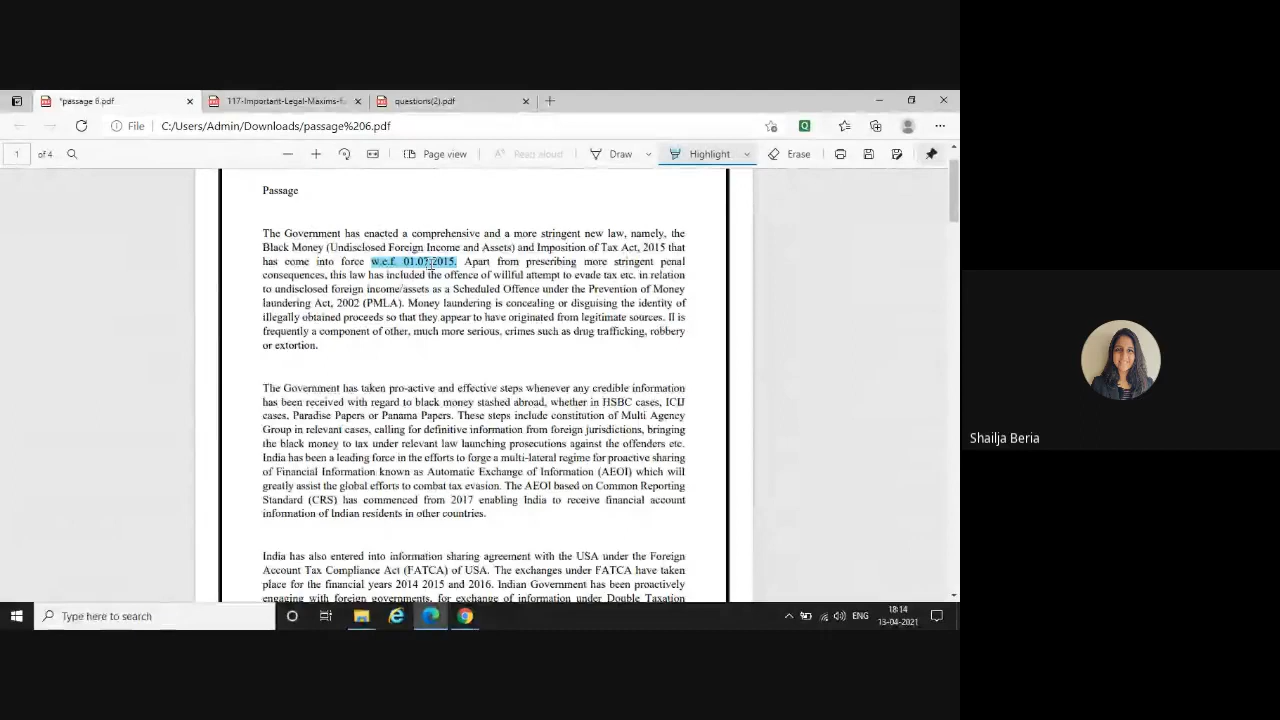 *passage 6.pdf
117-Important-Legal-Maxims-f
questions(2).pdf
File
C:/Users/Admin/Downloads/passage%206.pdf
1 of 4
Page view
Read aloud
Draw
Highlight
Erase
Passage
The Government has enacted a comprehensive and a more stringent new law, namely, the
Black Money (Undisclosed Foreign Income and Assets) and Imposition of Tax Act, 2015 that
has come into force w.e.f. 01.07.2015. Apart from prescribing more stringent penal
consequences, this law has included the offence of willful attempt to evade tax etc. in relation
to undisclosed foreign income/assets as a Scheduled Offence under the Prevention of Money
laundering Act, 2002 (PMLA). Money laundering is concealing or disguising the identity of
illegally obtained proceeds so that they appear to have originated from legitimate sources. II is
frequently a component of other, much more serious, crimes such as drug trafficking, robbery
or extortion.
The Government has taken pro-active and effective steps whenever any credible information
has been received with regard to black money stashed abroad, whether in HSBC cases, ICIJ
cases, Paradise Papers or Panama Papers. These steps include constitution of Multi Agency
Group in relevant cases, calling for definitive information from foreign jurisdictions, bringing
the black money to tax under relevant law launching prosecutions against the offenders etc.
India has been a leading force in the efforts to forge a multi-lateral regime for proactive sharing
of Financial Information known as Automatic Exchange of Information (AEOI) which will
greatly assist the global efforts to combat tax evasion. The AEOI based on Common Reporting
Standard (CRS) has commenced from 2017 enabling India to receive financial account
information of Indian residents in other countries.
India has also entered into information sharing agreement with the USA under the Foreign
Account Tax Compliance Act (FATCA) of USA. The exchanges under FATCA have taken
place for the financial years 2014 2015 and 2016. Indian Government has been proactively
engaging with foreign governments, for exchange of information under Double Taxation
Shailja Beria
Type here to search
ENG
18:14
13-04-2021